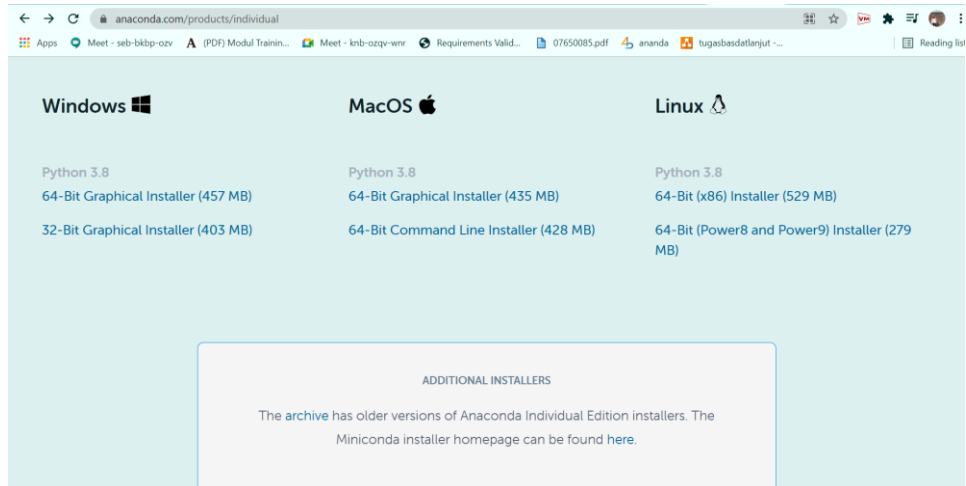 anaconda.com/products/individual
Apps
Meet - seb-bkbp-ozv
(PDF) Modul Trainin...
Meet - knb-ozqv-wnr
Requirements Valid...
07650085.pdf
ananda
tugasbasdatlanjut -...
Reading list
Windows
MacOS
Linux
Python 3.8
Python 3.8
Python 3.8
64-Bit Graphical Installer (457 MB)
64-Bit Graphical Installer (435 MB)
64-Bit (x86) Installer (529 MB)
32-Bit Graphical Installer (403 MB)
64-Bit Command Line Installer (428 MB)
64-Bit (Power8 and Power9) Installer (279
MB)
ADDITIONAL INSTALLERS
The archive has older versions of Anaconda Individual Edition installers. The
Miniconda installer homepage can be found here.